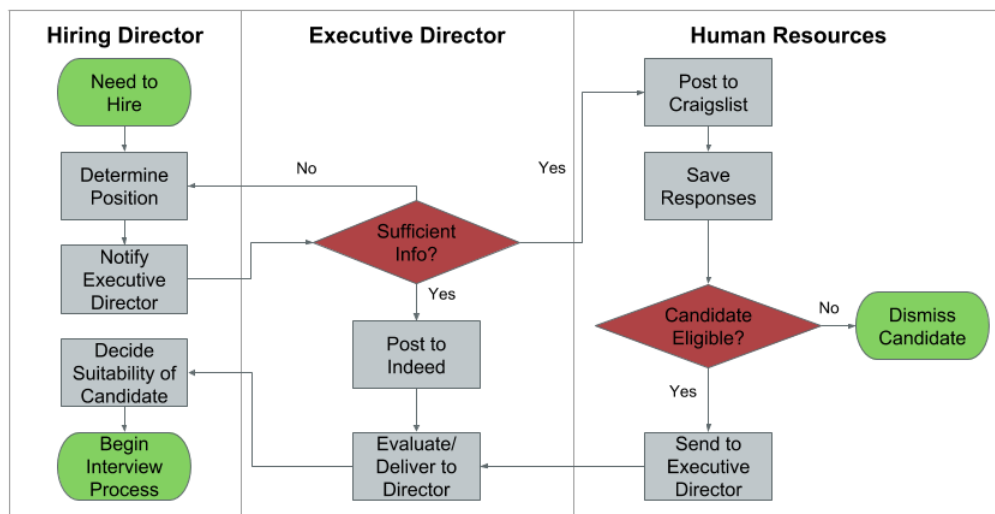 Hiring Director
Executive Director
Human Resources
Need to
Hire
Determine
Position
Notify
Executive
Director
Decide
Suitability of
Candidate
Begin
Interview
Process
No
Sufficient
Info?
Yes
Yes
Post to
Indeed
Evaluate/
Deliver to
Director
Post to
Craigslist
Save
Responses
Candidate
Eligible?
No
Dismiss
Candidate
Yes
Send to
Executive
Director